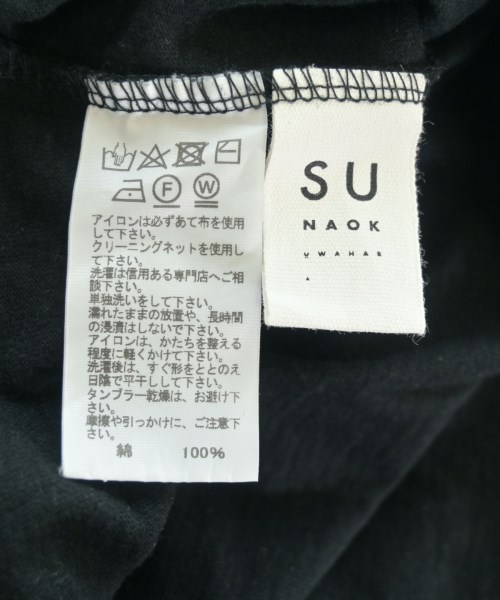 F W
アイロンは必ずあて布を使用
して下さい。
クリーニングネットを使用し
て下さい。
洗濯は信用ある専門店へご相
談下さい。
単独洗いをして下さい。
濡れたままの放置や、長時間
の浸漬はしないで下さい。
アイロンは、かたちを整える
程度に軽くかけて下さい。
洗濯後は、すぐ形をととのえ
日陰で平干しして下さい。
タンブラー乾燥は、お避け下
さい。
摩擦や引っかけに、ご注意下
さい。
綿 100%
SU
NAOK
UWAHAR
A